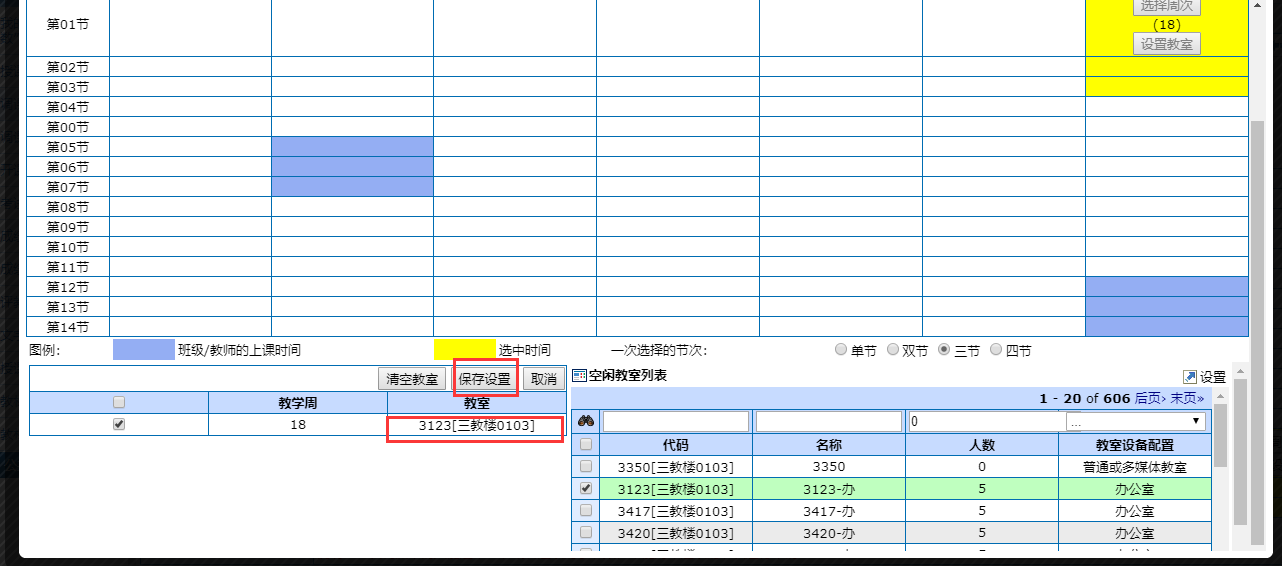 选择周次
第01节
(18)
设置教室
第02节
第03节
第04节
第00节
第05节
第06节
第07节
第08节
第09节
第10节
第11节
第12节
第13节
第14节
图例: 班级/教师的上课时间 选中时间 一次选择的节次: 单节 双节 三节 四节
清空教室 保存设置 取消
教学周 教室
18 3123[三教楼0103]
空闲教室列表 设置
1 - 20 of 606 后页› 末页»
0 ...
代码 名称 人数 教室设备配置
3350[三教楼0103] 3350 0 普通或多媒体教室
3123[三教楼0103] 3123-办 5 办公室
3417[三教楼0103] 3417-办 5 办公室
3420[三教楼0103] 3420-办 5 办公室